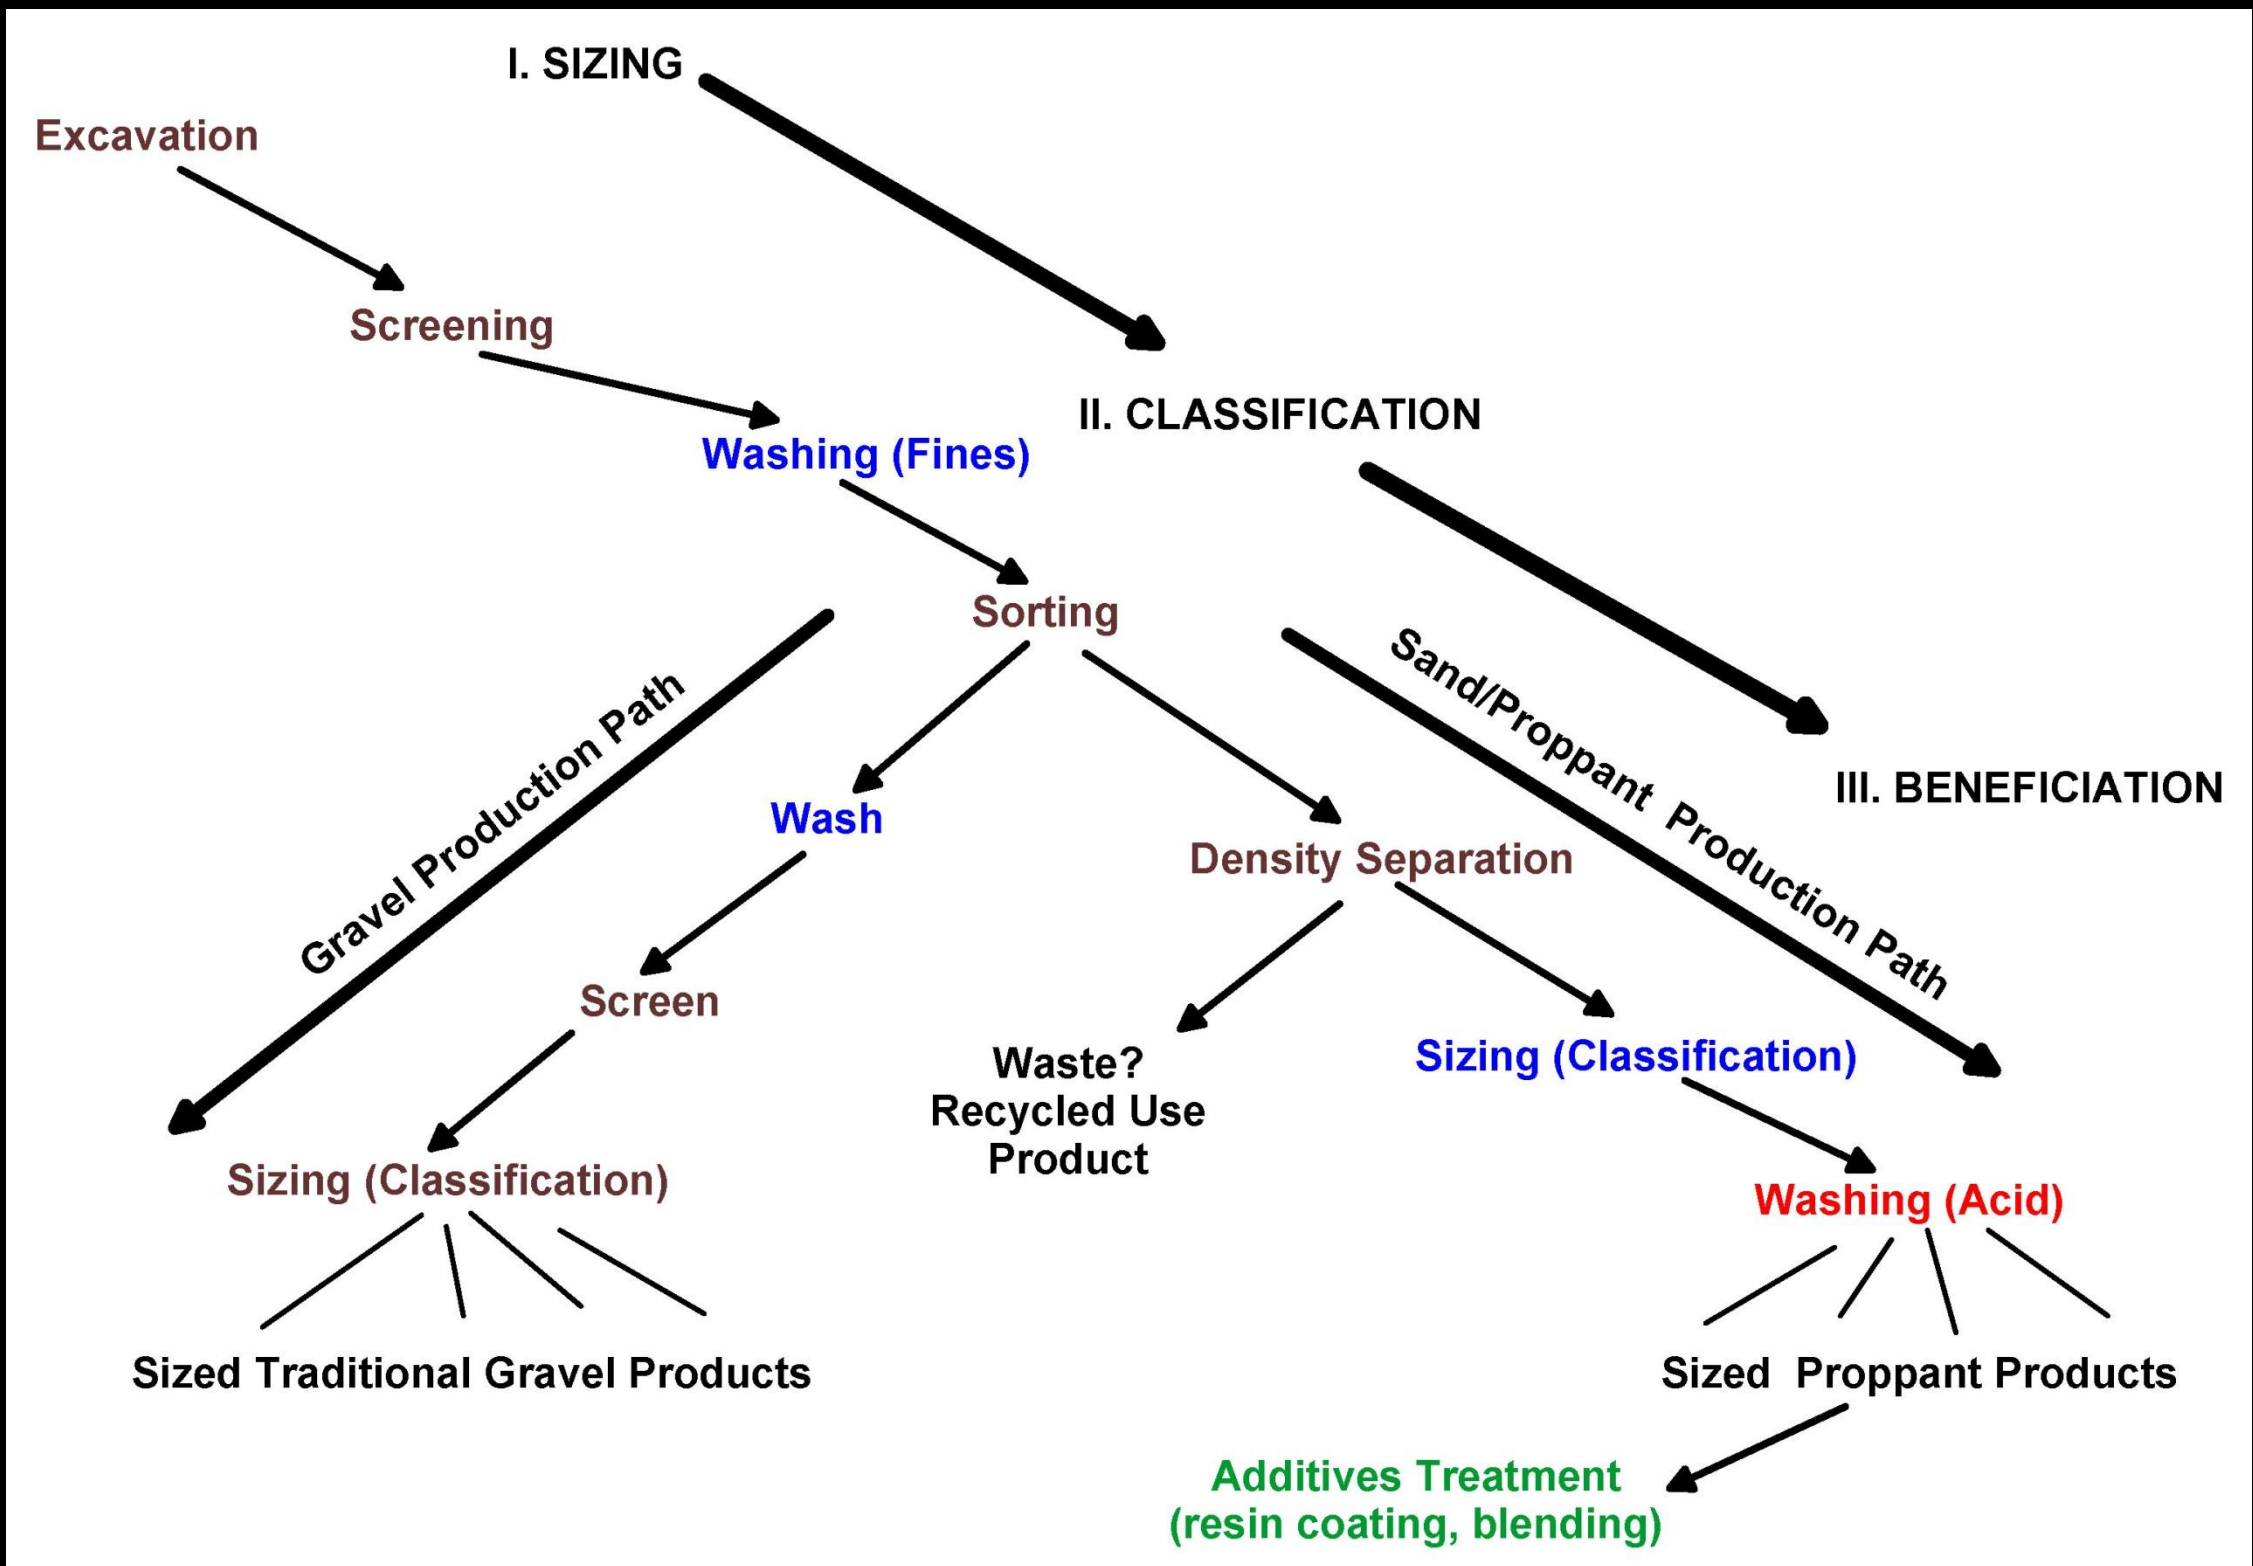 I. SIZING
Excavation
Screening
II. CLASSIFICATION
Washing (Fines)
Sorting
Gravel Production Path
Sand/Proppant Production Path
III. BENEFICIATION
Wash
Density Separation
Screen
Waste?
Recycled Use
Product
Sizing (Classification)
Sizing (Classification)
Washing (Acid)
Sized Traditional Gravel Products
Sized Proppant Products
Additives Treatment
(resin coating, blending)